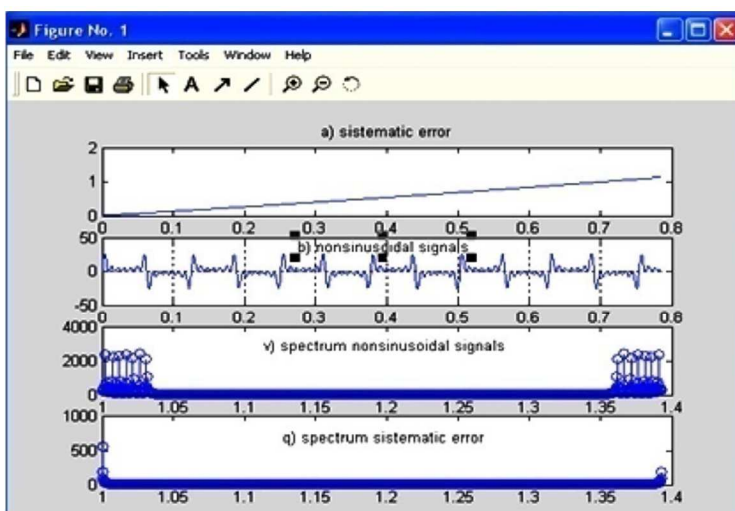 Figure No. 1
File Edit View Insert Tools Window Help
A
a) sistematic error
2
1
0
0 0.1 0.2 0.3 0.4 0.5 0.6 0.7 0.8
b) nonsinusoidal signals
50
0
-50
0 0.1 0.2 0.3 0.4 0.5 0.6 0.7 0.8
v) spectrum nonsinusoidal signals
4000
2000
0
1 1.05 1.1 1.15 1.2 1.25 1.3 1.35 1.4
q) spectrum sistematic error
1000
500
0
1 1.05 1.1 1.15 1.2 1.25 1.3 1.35 1.4